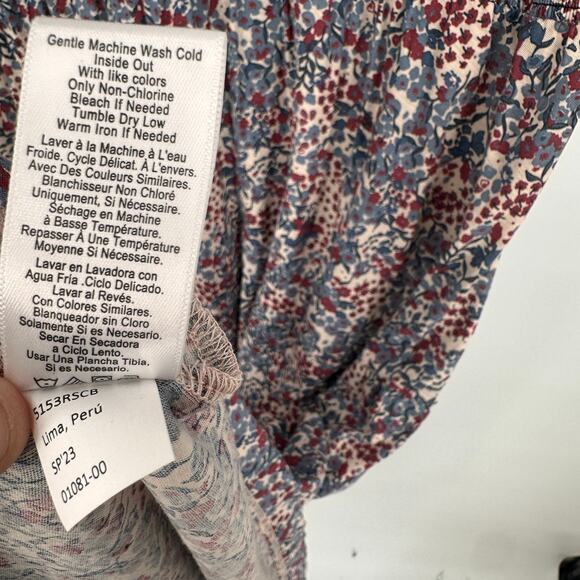 Gentle Machine Wash Cold
Inside Out
With like colors
Only Non-Chlorine
Bleach If Needed
Tumble Dry Low
Warm Iron If Needed
Laver à la Machine à L'eau
Froide. Cycle Délicat. À L'envers.
Avec Des Couleurs Similaires.
Blanchisseur Non Chloré
Uniquement, Si Nécessaire.
Séchage en Machine
à Basse Température.
Repasser À Une Température
Moyenne Si Nécessaire.
Lavar en Lavadora con
Agua Fría .Ciclo Delicado.
Lavar al Revés.
Con Colores Similares.
Blanqueador sin Cloro
Solamente Si es Necesario.
Secar En Secadora
a Ciclo Lento.
Usar Una Plancha Tibia.
Si es Necesario.
5153RSCB
Lima, Perú
SP'23
01081-00